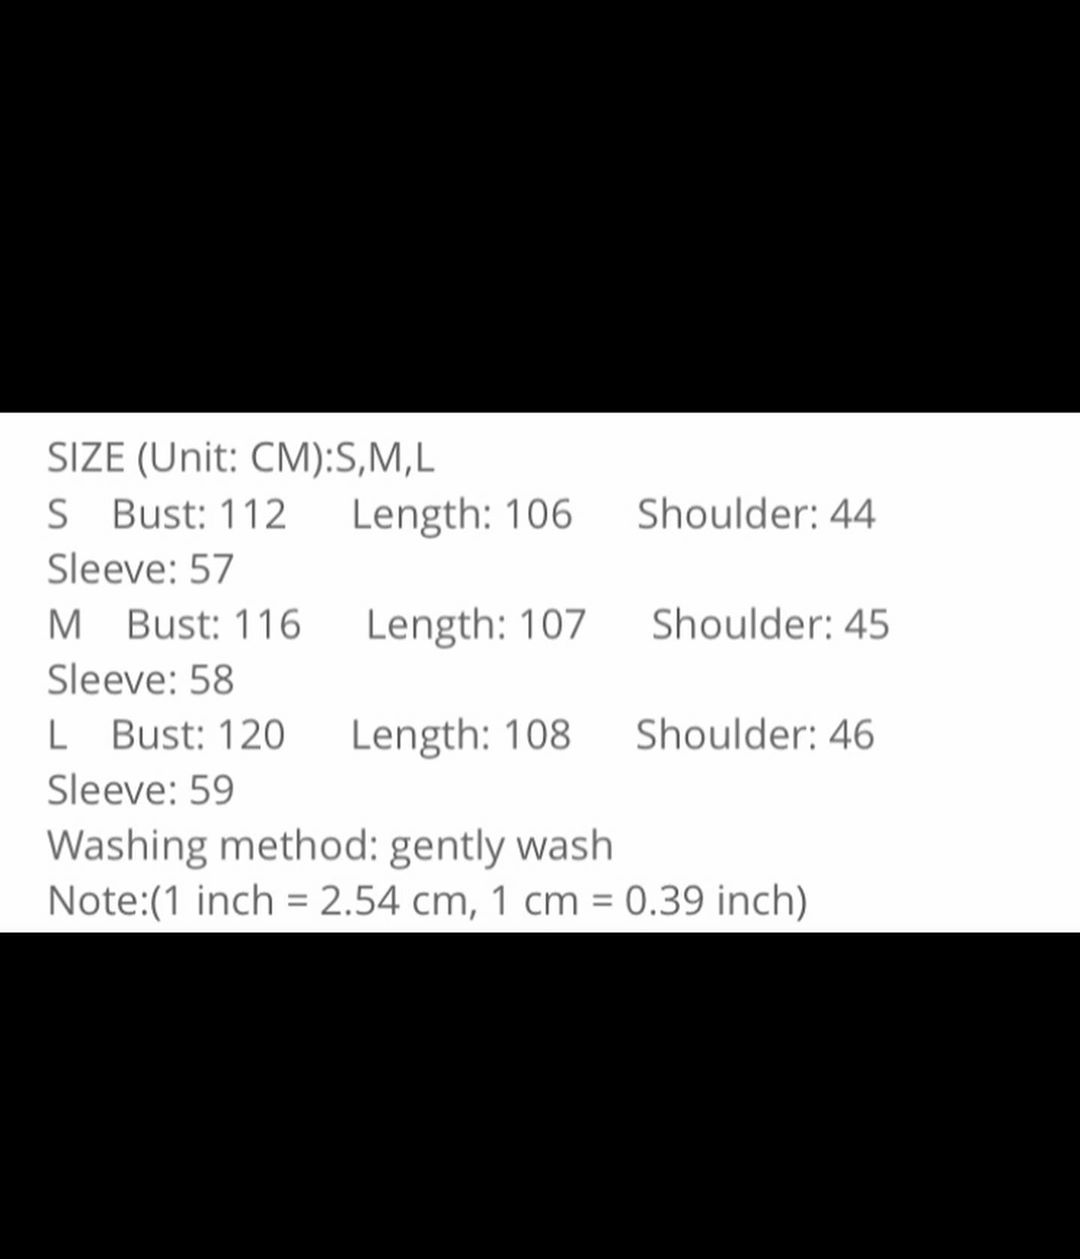 SIZE (Unit: CM):S,M,L
S Bust: 112 Length: 106 Shoulder: 44
Sleeve: 57
M Bust: 116 Length: 107 Shoulder: 45
Sleeve: 58
L Bust: 120 Length: 108 Shoulder: 46
Sleeve: 59
Washing method: gently wash
Note:(1 inch = 2.54 cm, 1 cm = 0.39 inch)